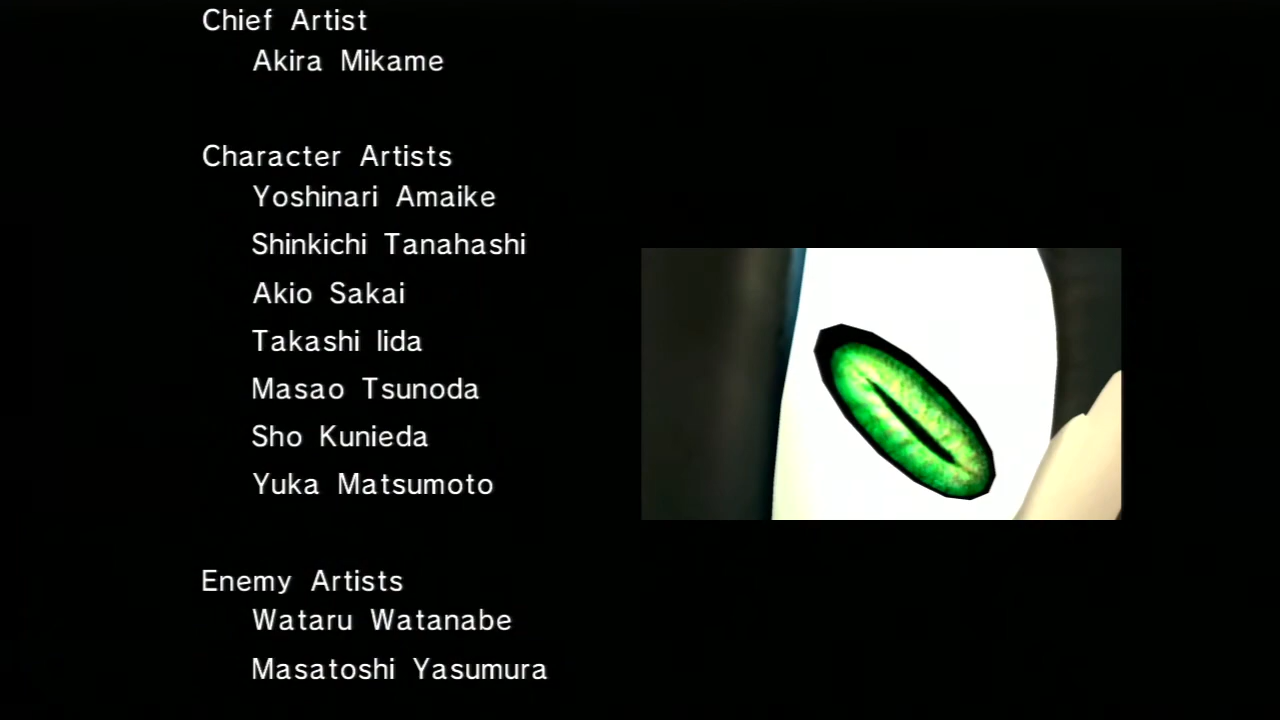 Chief Artist
Akira Mikame
Character Artists
Yoshinari Amaike
Shinkichi Tanahashi
Akio Sakai
Takashi Iida
Masao Tsunoda
Sho Kunieda
Yuka Matsumoto
Enemy Artists
Wataru Watanabe
Masatoshi Yasumura